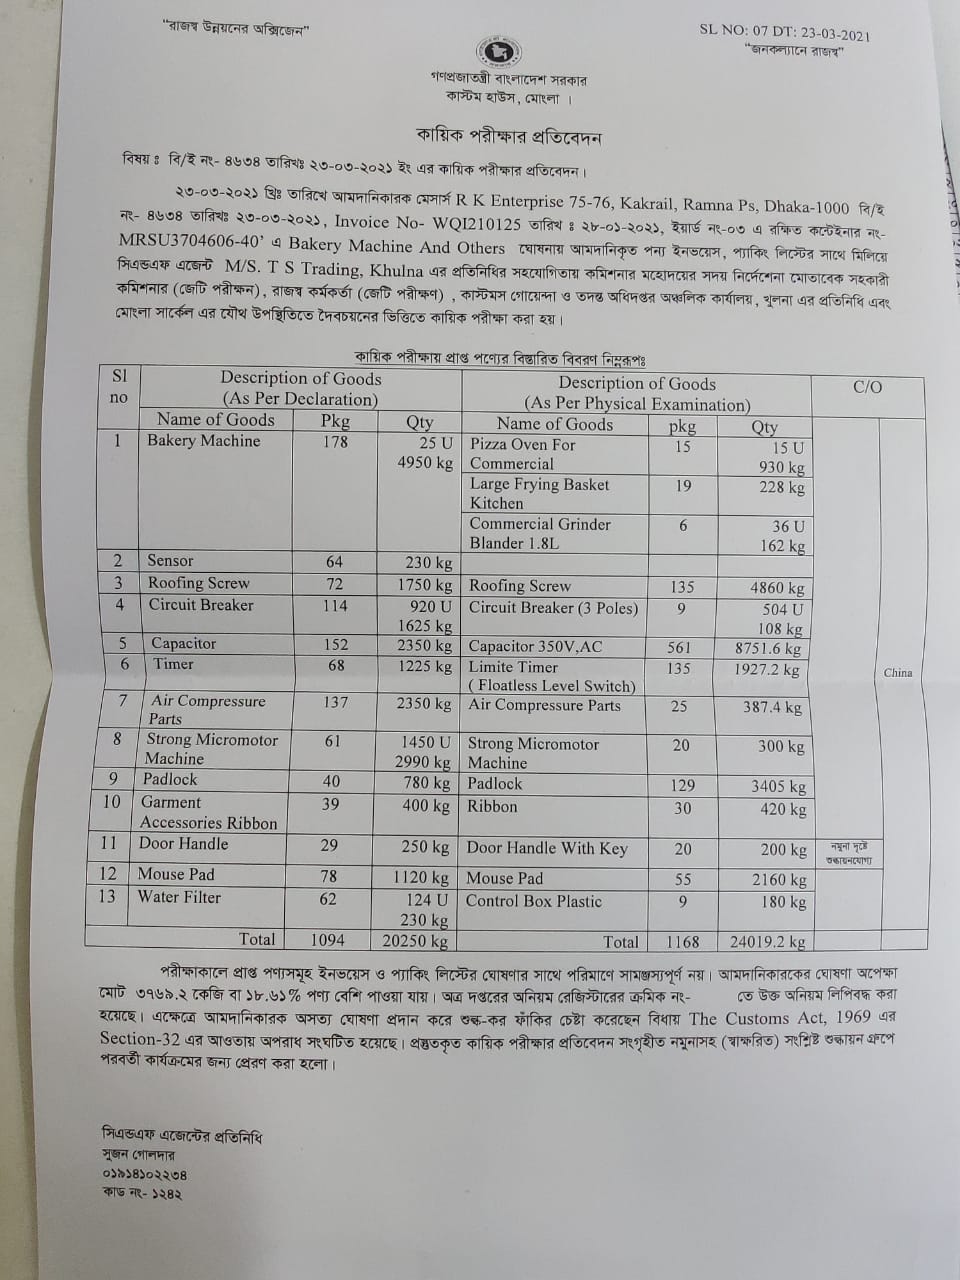 "রাজস্ব উন্নয়নের অক্সিজেন"
SL NO: 07 DT: 23-03-2021
"জনকল্যানে রাজস্ব"
গণপ্রজাতন্ত্রী বাংলাদেশ সরকার
কাস্টম হাউস, মোংলা ।
কায়িক পরীক্ষার প্রতিবেদন
বিষয় ঃ বি/ই নং- ৪৬৩৪ তারিখঃ ২৩-০৩-২০২১ ইং এর কায়িক পরীক্ষার প্রতিবেদন ।
২৩-০৩-২০২১ খ্রিঃ তারিখে আমদানিকারক মেসার্স R K Enterprise 75-76, Kakrail, Ramna Ps, Dhaka-1000 বি/ই
নং- ৪৬৩৪ তারিখঃ ২৩-০৩-২০২১, Invoice No- WQI210125 তারিখ ঃ ২৮-০১-২০২১, ইয়ার্ড নং-০৩ এ রক্ষিত কন্টেইনার নং-
MRSU3704606-40' এ Bakery Machine And Others ঘোষনায় আমদানিকৃত পন্য ইনভয়েস, প্যাকিং লিস্টের সাথে মিলিয়ে
সিএন্ডএফ এজেন্ট M/S. T S Trading, Khulna এর প্রতিনিধির সহযোগিতায় কমিশনার মহোদয়ের সদয় নির্দেশনা মোতাবেক সহকারী
কমিশনার (জেটি পরীক্ষন), রাজস্ব কর্মকর্তা (জেটি পরীক্ষণ) , কাস্টমস গোয়েন্দা ও তদন্ত অধিদপ্তর আঞ্চলিক কার্যালয়, খুলনা এর প্রতিনিধি এবং
মোংলা সার্কেল এর যৌথ উপস্থিতিতে দৈবচয়নের ভিত্তিতে কায়িক পরীক্ষা করা হয় ।
কায়িক পরীক্ষায় প্রাপ্ত পণ্যের বিস্তারিত বিবরণ নিম্নরূপঃ
Sl no Description of Goods (As Per Declaration) Description of Goods (As Per Physical Examination) C/O
Name of Goods Pkg Qty Name of Goods pkg Qty
1 Bakery Machine 178 25 U Pizza Oven For 15 15 U
4950 kg Commercial 930 kg
Large Frying Basket 19 228 kg
Kitchen
Commercial Grinder 6 36 U
Blander 1.8L 162 kg
2 Sensor 64 230 kg
3 Roofing Screw 72 1750 kg Roofing Screw 135 4860 kg
4 Circuit Breaker 114 920 U Circuit Breaker (3 Poles) 9 504 U
1625 kg 108 kg
5 Capacitor 152 2350 kg Capacitor 350V,AC 561 8751.6 kg
6 Timer 68 1225 kg Limite Timer 135 1927.2 kg China
( Floatless Level Switch)
7 Air Compressure 137 2350 kg Air Compressure Parts 25 387.4 kg
Parts
8 Strong Micromotor 61 1450 U Strong Micromotor 20 300 kg
Machine 2990 kg Machine
9 Padlock 40 780 kg Padlock 129 3405 kg
10 Garment 39 400 kg Ribbon 30 420 kg
Accessories Ribbon
11 Door Handle 29 250 kg Door Handle With Key 20 200 kg নমুনা দৃষ্টে
শুল্কায়নযোগ্য
12 Mouse Pad 78 1120 kg Mouse Pad 55 2160 kg
13 Water Filter 62 124 U Control Box Plastic 9 180 kg
230 kg
Total 1094 20250 kg Total 1168 24019.2 kg
পরীক্ষাকালে প্রাপ্ত পণ্যসমূহ ইনভয়েস ও প্যাকিং লিস্টের ঘোষণার সাথে পরিমাণে সামঞ্জস্যপূর্ণ নয় । আমদানিকারকের ঘোষণা অপেক্ষা
মোট ৩৭৬৯.২ কেজি বা ১৮.৬১% পণ্য বেশি পাওয়া যায় । অত্র দপ্তরের অনিয়ম রেজিস্টারের ক্রমিক নং- তে উক্ত অনিয়ম লিপিবদ্ধ করা
হয়েছে । এক্ষেত্রে আমদানিকারক অসত্য ঘোষণা প্রদান করে শুল্ক-কর ফাঁকির চেষ্টা করেছেন বিধায় The Customs Act, 1969 এর
Section-32 এর আওতায় অপরাধ সংঘটিত হয়েছে । প্রস্তুতকৃত কায়িক পরীক্ষার প্রতিবেদন সংগৃহীত নমুনাসহ (স্বাক্ষরিত) সংশ্লিষ্ট শুল্কায়ন গ্রুপে
পরবর্তী কার্যক্রমের জন্য প্রেরণ করা হলো ।
সিএন্ডএফ এজেন্টের প্রতিনিধি
সুজন গোলদার
০১৯১৪১০২২৩৪
কার্ড নং- ১২৪২